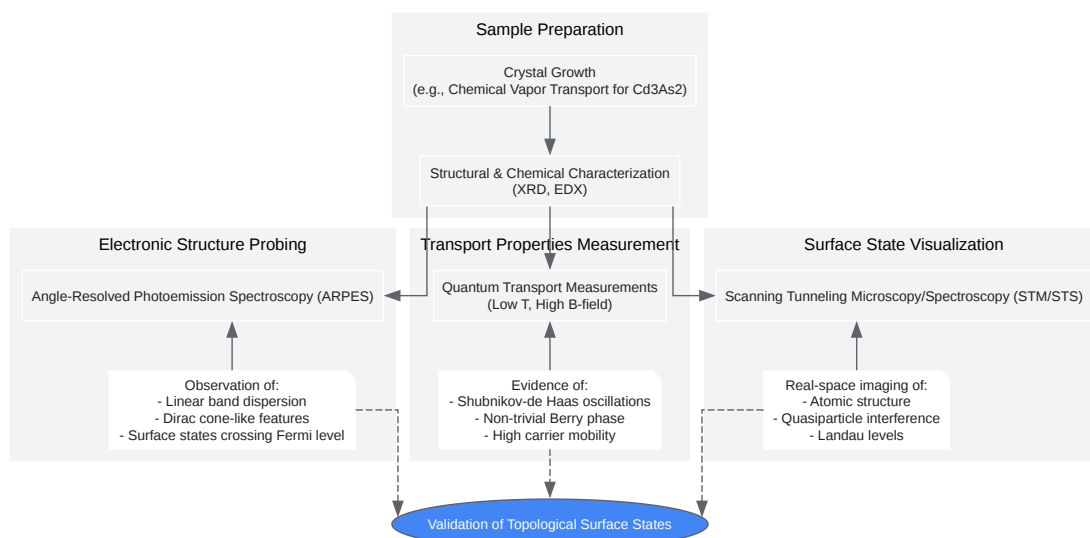 Sample Preparation
Crystal Growth
(e.g., Chemical Vapor Transport for Cd3As2)
Structural & Chemical Characterization
(XRD, EDX)
Electronic Structure Probing
Angle-Resolved Photoemission Spectroscopy (ARPES)
Observation of:
- Linear band dispersion
- Dirac cone-like features
- Surface states crossing Fermi level
Transport Properties Measurement
Quantum Transport Measurements
(Low T, High B-field)
Evidence of:
- Shubnikov-de Haas oscillations
- Non-trivial Berry phase
- High carrier mobility
Surface State Visualization
Scanning Tunneling Microscopy/Spectroscopy (STM/STS)
Real-space imaging of:
- Atomic structure
- Quasiparticle interference
- Landau levels
Validation of Topological Surface States